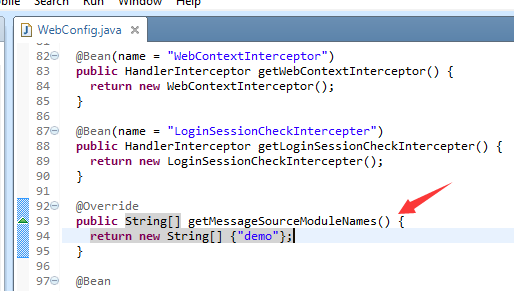 bile Search Run Window Help
WebConfig.java
81
82 @Bean(name = "WebContextInterceptor")
83 public HandlerInterceptor getWebContextInterceptor() {
84 return new WebContextInterceptor();
85 }
86
87 @Bean(name = "LoginSessionCheckIntercepter")
88 public HandlerInterceptor getLoginSessionCheckIntercepter() {
89 return new LoginSessionCheckIntercepter();
90 }
91
92 @Override
93 public String[] getMessageSourceModuleNames() {
94 return new String[] {"demo"};
95 }
96
97 @Bean